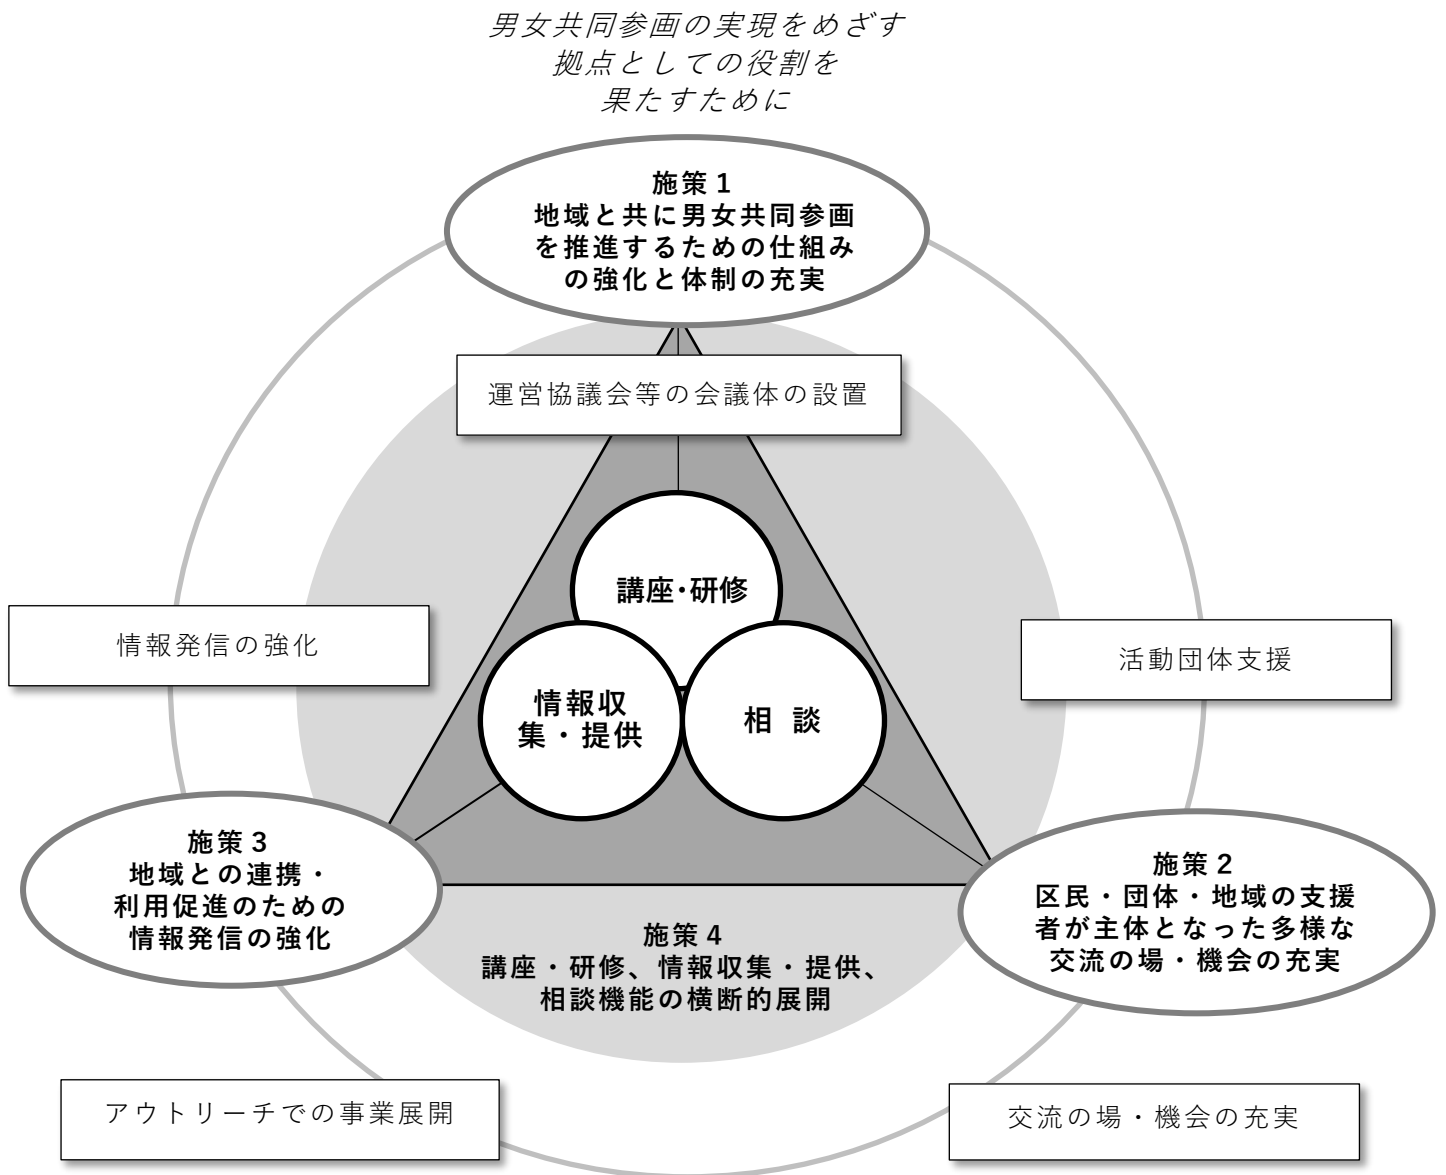 男女共同参画の実現をめざす
拠点としての役割を
果たすために
施策1
地域と共に男女共同参画
を推進するための仕組み
の強化と体制の充実
運営協議会等の会議体の設置
講座・研修
情報発信の強化
活動団体支援
情報収
集・提供
相 談
施策3
地域との連携・
利用促進のための
情報発信の強化
施策2
区民・団体・地域の支援
者が主体となった多様な
交流の場・機会の充実
施策4
講座・研修、情報収集・提供、
相談機能の横断的展開
アウトリーチでの事業展開
交流の場・機会の充実